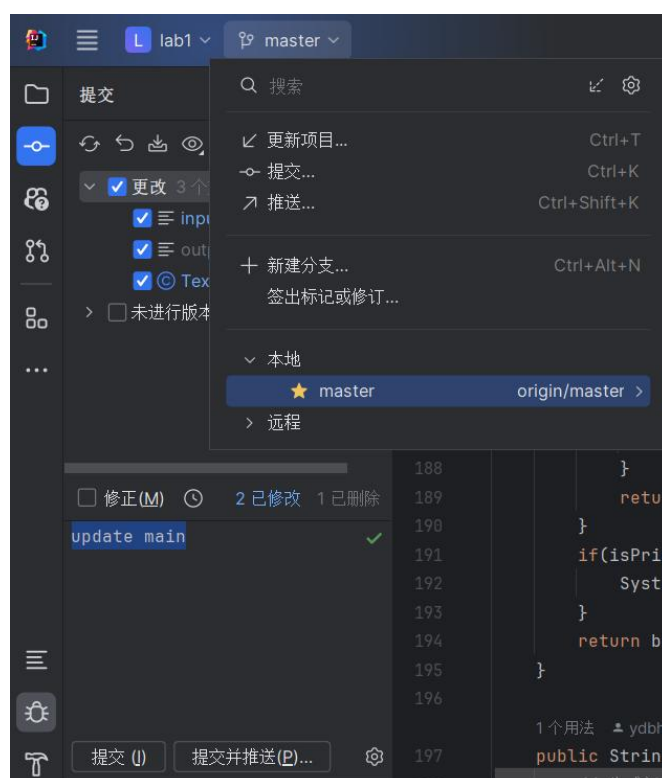 L lab1 master
提交
搜索
更新项目... Ctrl+T
提交... Ctrl+K
推送... Ctrl+Shift+K
新建分支... Ctrl+Alt+N
签出标记或修订...
本地
master origin/master
远程
更改 3个
inpu
out
© Tex
未进行版本
修正(M) 2 已修改 1 已删除
update main
提交 (I) 提交并推送(P)...
188 }
189 retu
190 }
191 if(isPri
192 Syst
193 }
194 return b
195 }
196
1个用法 ydbh
197 public Strin